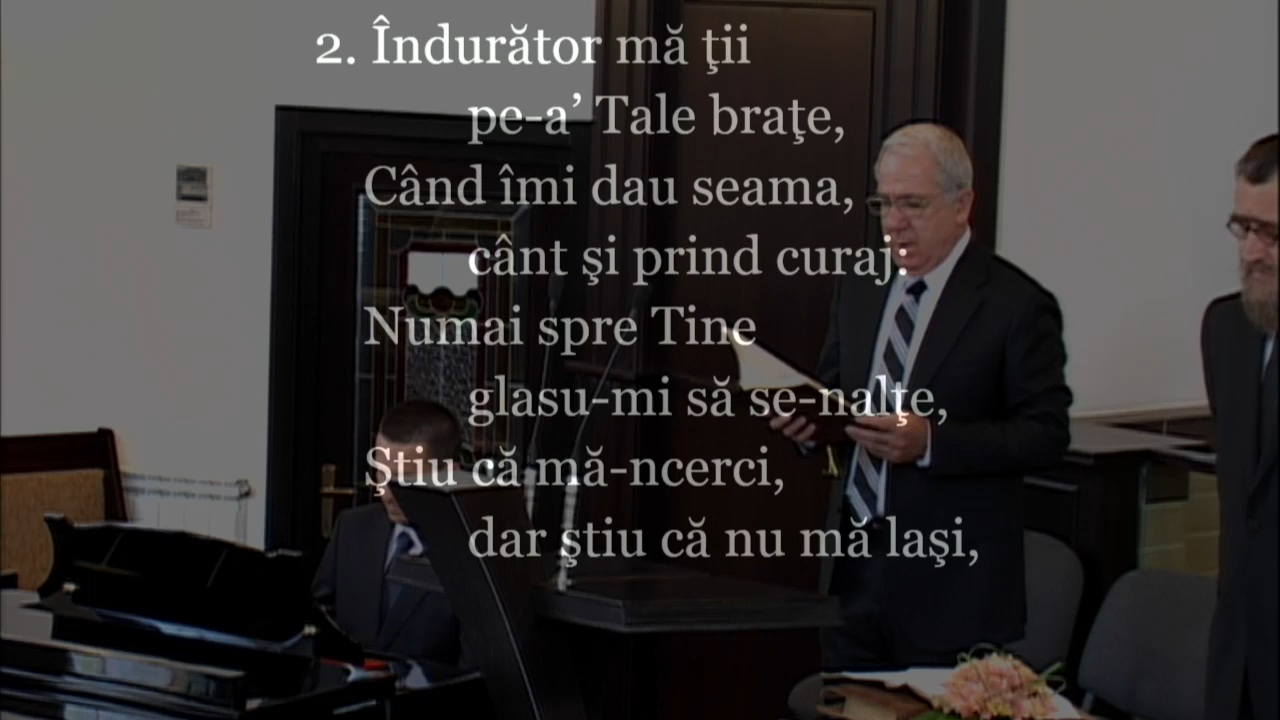 2. Îndurător mă ţii
pe-a’ Tale braţe,
Când îmi dau seama,
cânt şi prind curaj:
Numai spre Tine
glasu-mi să se-nalţe,
Ştiu că mă-ncerci,
dar ştiu că nu mă laşi,